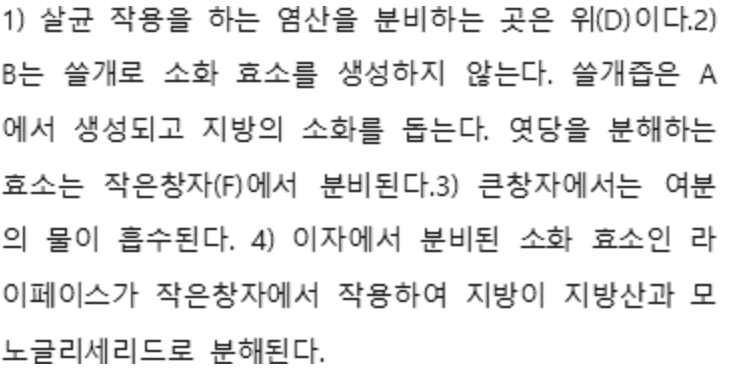 1) 살균 작용을 하는 염산을 분비하는 곳은 위(D)이다.2)
B는 쓸개로 소화 효소를 생성하지 않는다. 쓸개즙은 A
에서 생성되고 지방의 소화를 돕는다. 엿당을 분해하는
효소는 작은창자(F)에서 분비된다.3) 큰창자에서는 여분
의 물이 흡수된다. 4) 이자에서 분비된 소화 효소인 라
이페이스가 작은창자에서 작용하여 지방이 지방산과 모
노글리세리드로 분해된다.